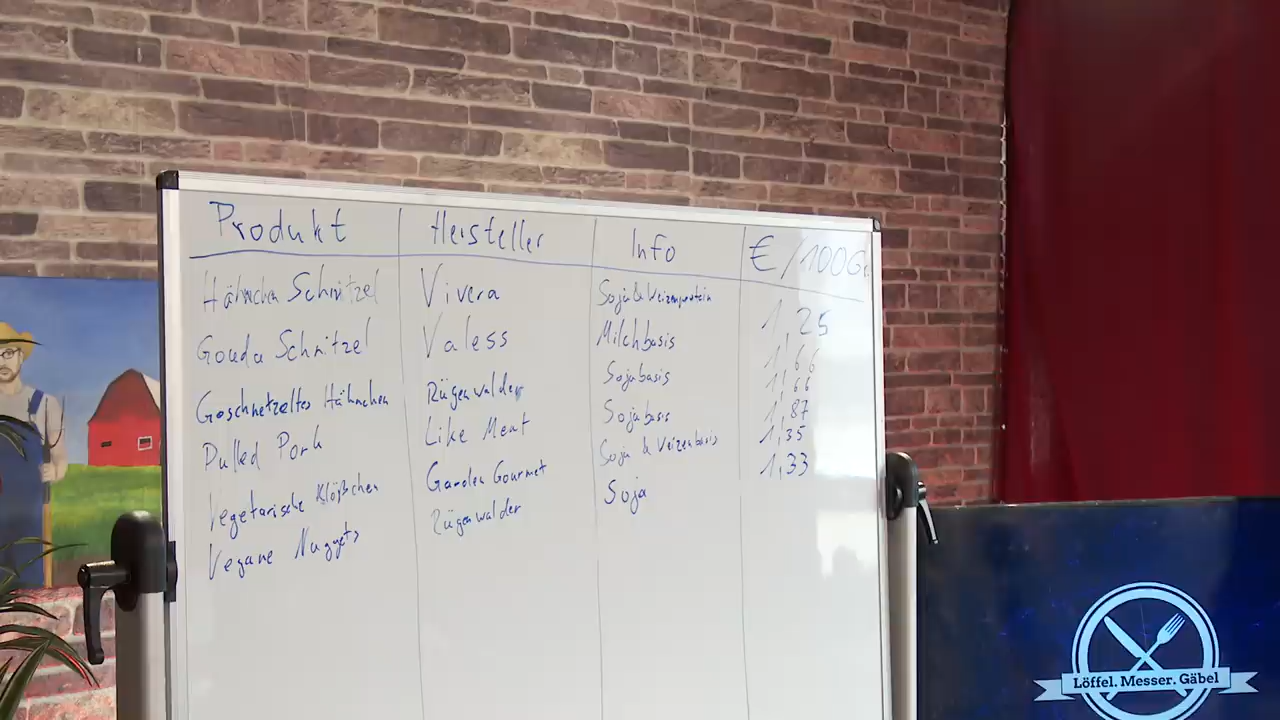 Produkt Hersteller Info €/100Gr.
Hähnchen Schnitzel Vivera Soja & Weizenprotein 1,25
Gouda Schnitzel Valess Milchbasis 1,66
Geschnetzeltes Hähnchen Rügenwalder Sojabasis 1,66
Pulled Pork Like Meat Sojabasis 1,87
Vegetarische Klößchen Garden Gourmet Soja & Weizenbasis 1,35
Vegane Nuggets Rügenwalder Soja 1,33
Löffel. Messer. Gäbel